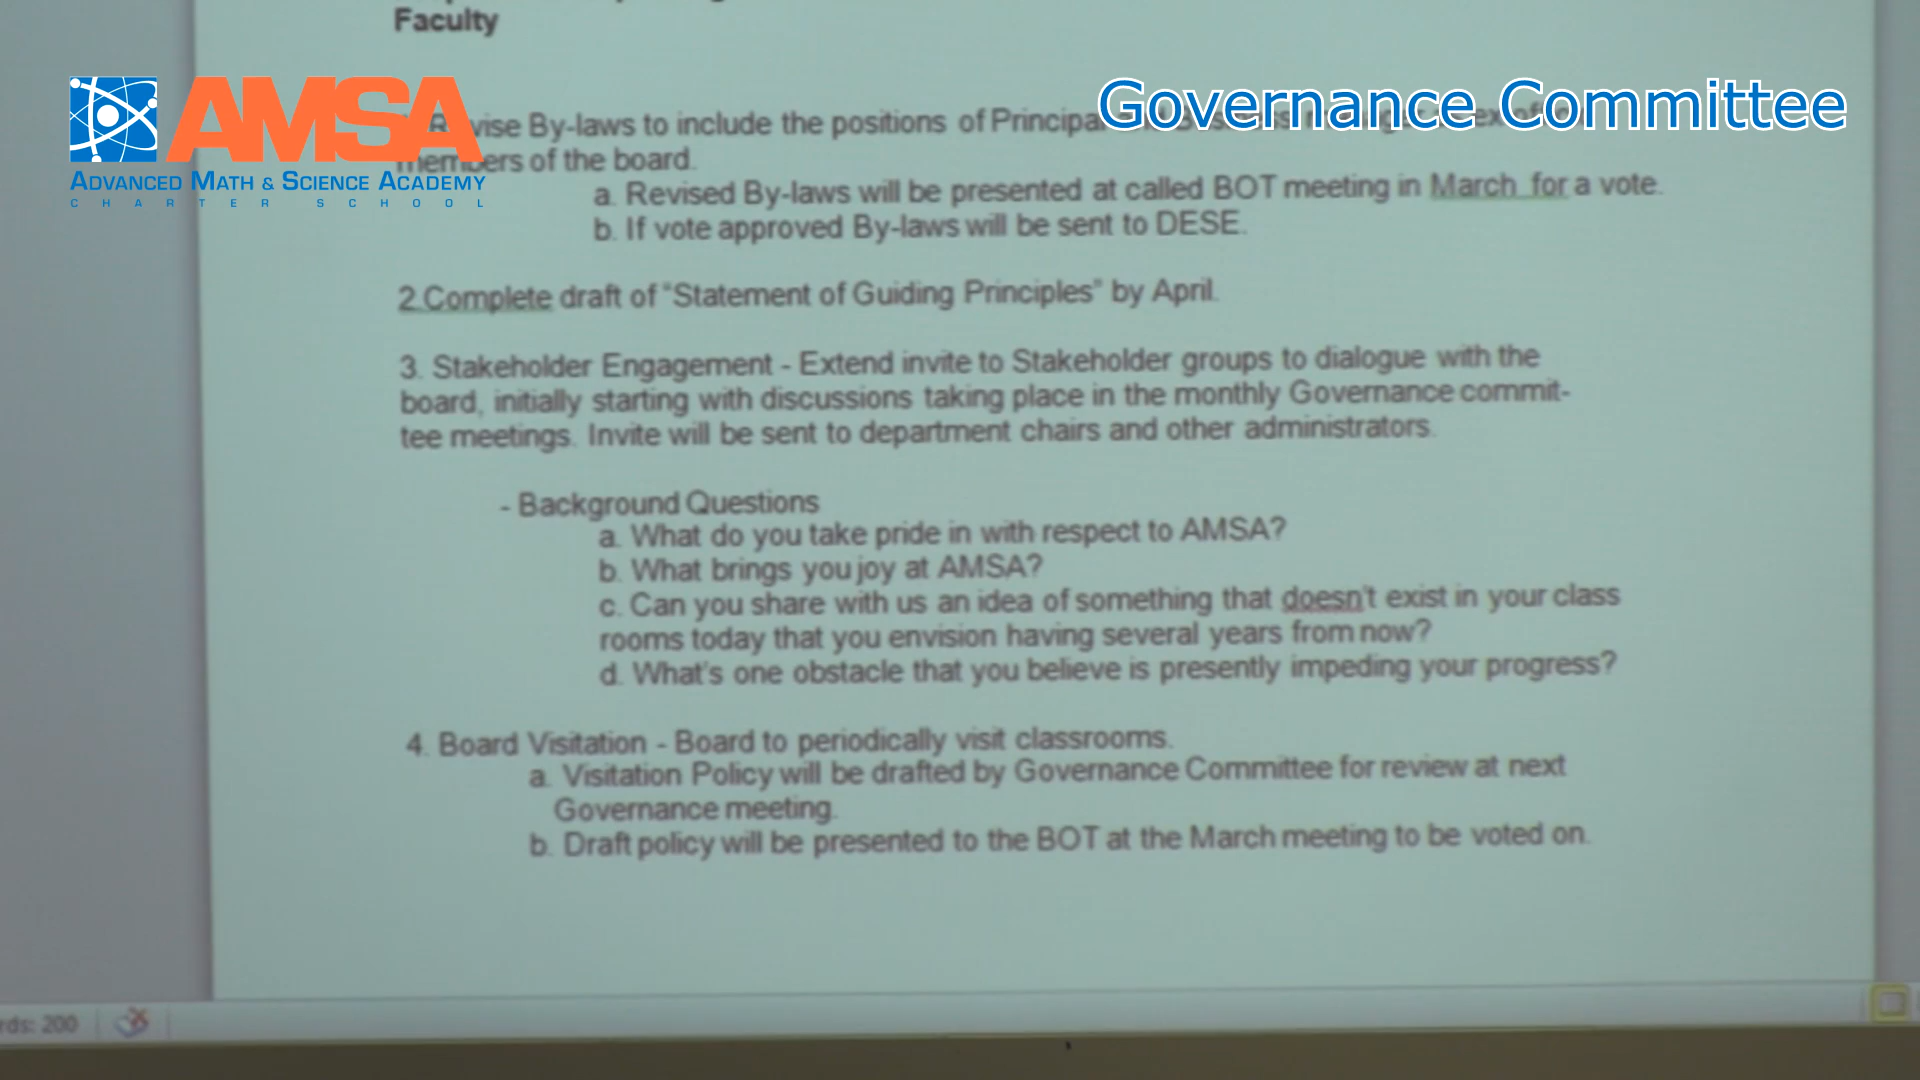 Faculty
AMSA
ADVANCED MATH & SCIENCE ACADEMY
CHARTER SCHOOL
Governance Committee
Revise By-laws to include the positions of Principal
members of the board.
a. Revised By-laws will be presented at called BOT meeting in March for a vote.
b. If vote approved By-laws will be sent to DESE.
2.Complete draft of “Statement of Guiding Principles” by April.
3. Stakeholder Engagement - Extend invite to Stakeholder groups to dialogue with the
board, initially starting with discussions taking place in the monthly Governance commit-
tee meetings. Invite will be sent to department chairs and other administrators.
- Background Questions
a. What do you take pride in with respect to AMSA?
b. What brings you joy at AMSA?
c. Can you share with us an idea of something that doesn't exist in your class
rooms today that you envision having several years from now?
d. What's one obstacle that you believe is presently impeding your progress?
4. Board Visitation - Board to periodically visit classrooms.
a. Visitation Policy will be drafted by Governance Committee for review at next
Governance meeting.
b. Draft policy will be presented to the BOT at the March meeting to be voted on.
rds: 200